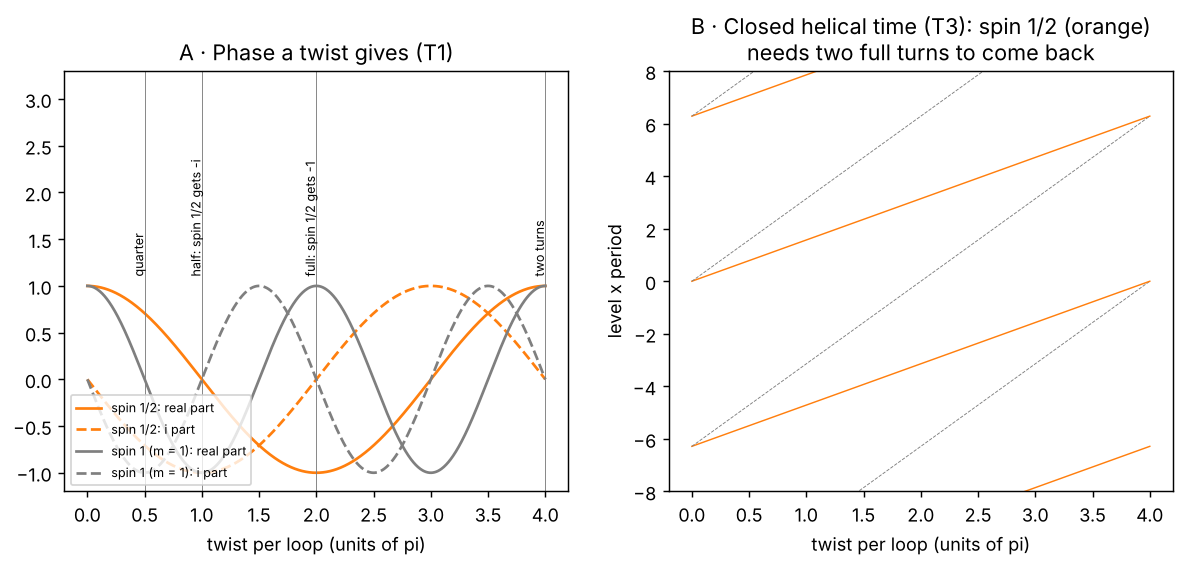 A · Phase a twist gives (T1)
3.0
2.5
2.0
1.5
1.0
0.5
0.0
−0.5
−1.0
quarter
half: spin 1/2 gets -i
full: spin 1/2 gets -1
two turns
spin 1/2: real part
spin 1/2: i part
spin 1 (m = 1): real part
spin 1 (m = 1): i part
0.0 0.5 1.0 1.5 2.0 2.5 3.0 3.5 4.0
twist per loop (units of pi)
B · Closed helical time (T3): spin 1/2 (orange)
needs two full turns to come back
level x period
8
6
4
2
0
−2
−4
−6
−8
0.0 0.5 1.0 1.5 2.0 2.5 3.0 3.5 4.0
twist per loop (units of pi)